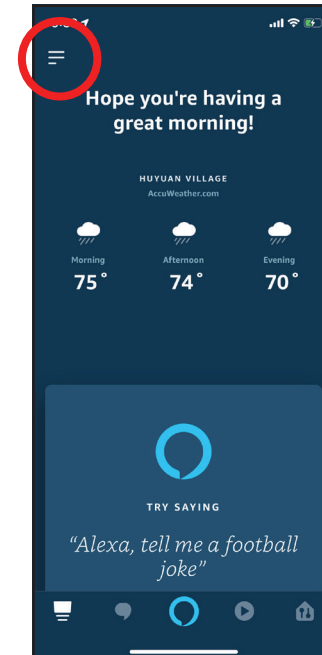 Hope you're having a
great morning!
HUYUAN VILLAGE
AccuWeather.com
Morning
Afternoon
Evening
75°
74°
70°
TRY SAYING
“Alexa, tell me a football
joke”